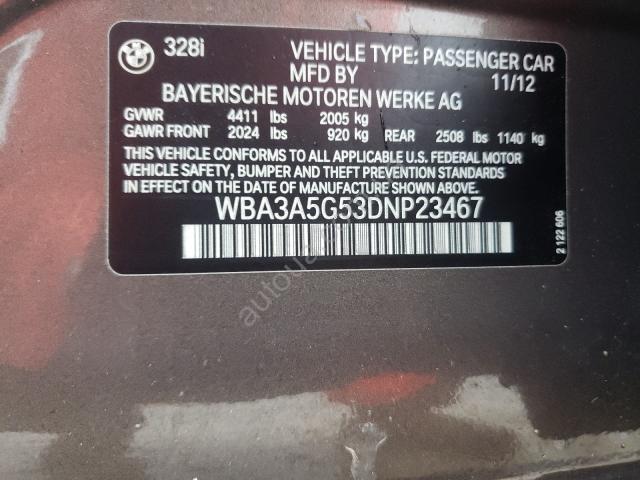 328i
VEHICLE TYPE: PASSENGER CAR
MFD BY 11/12
BAYERISCHE MOTOREN WERKE AG
GVWR 4411 lbs 2005 kg
GAWR FRONT 2024 lbs 920 kg REAR 2508 lbs 1140 kg
THIS VEHICLE CONFORMS TO ALL APPLICABLE U.S. FEDERAL MOTOR
VEHICLE SAFETY, BUMPER AND THEFT PREVENTION STANDARDS
IN EFFECT ON THE DATE OF MANUFACTURE SHOWN ABOVE.
WBA3A5G53DNP23467
2 122 606